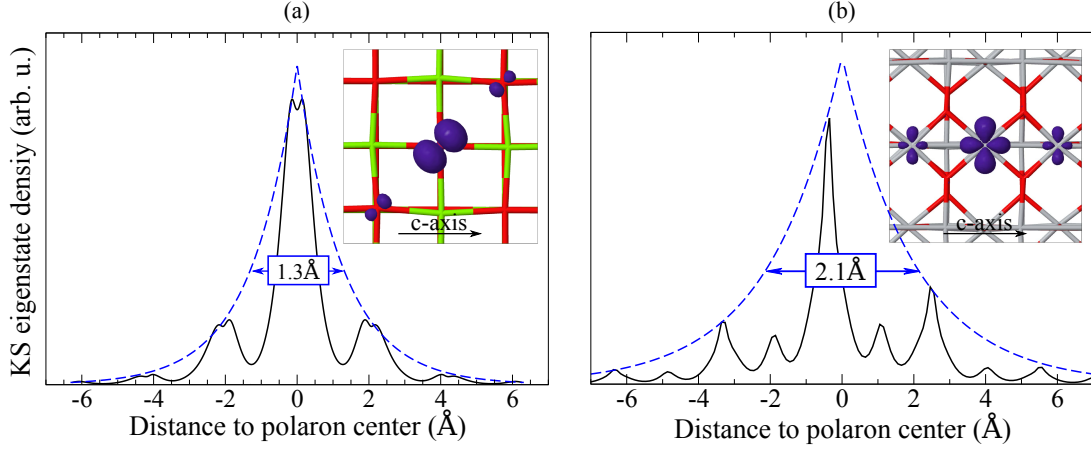 (a)
(b)
KS eigenstate densiy (arb. u.)
c-axis
1.3Å
-6 -4 -2 0 2 4 6
Distance to polaron center (Å)
c-axis
2.1Å
-6 -4 -2 0 2 4 6
Distance to polaron center (Å)